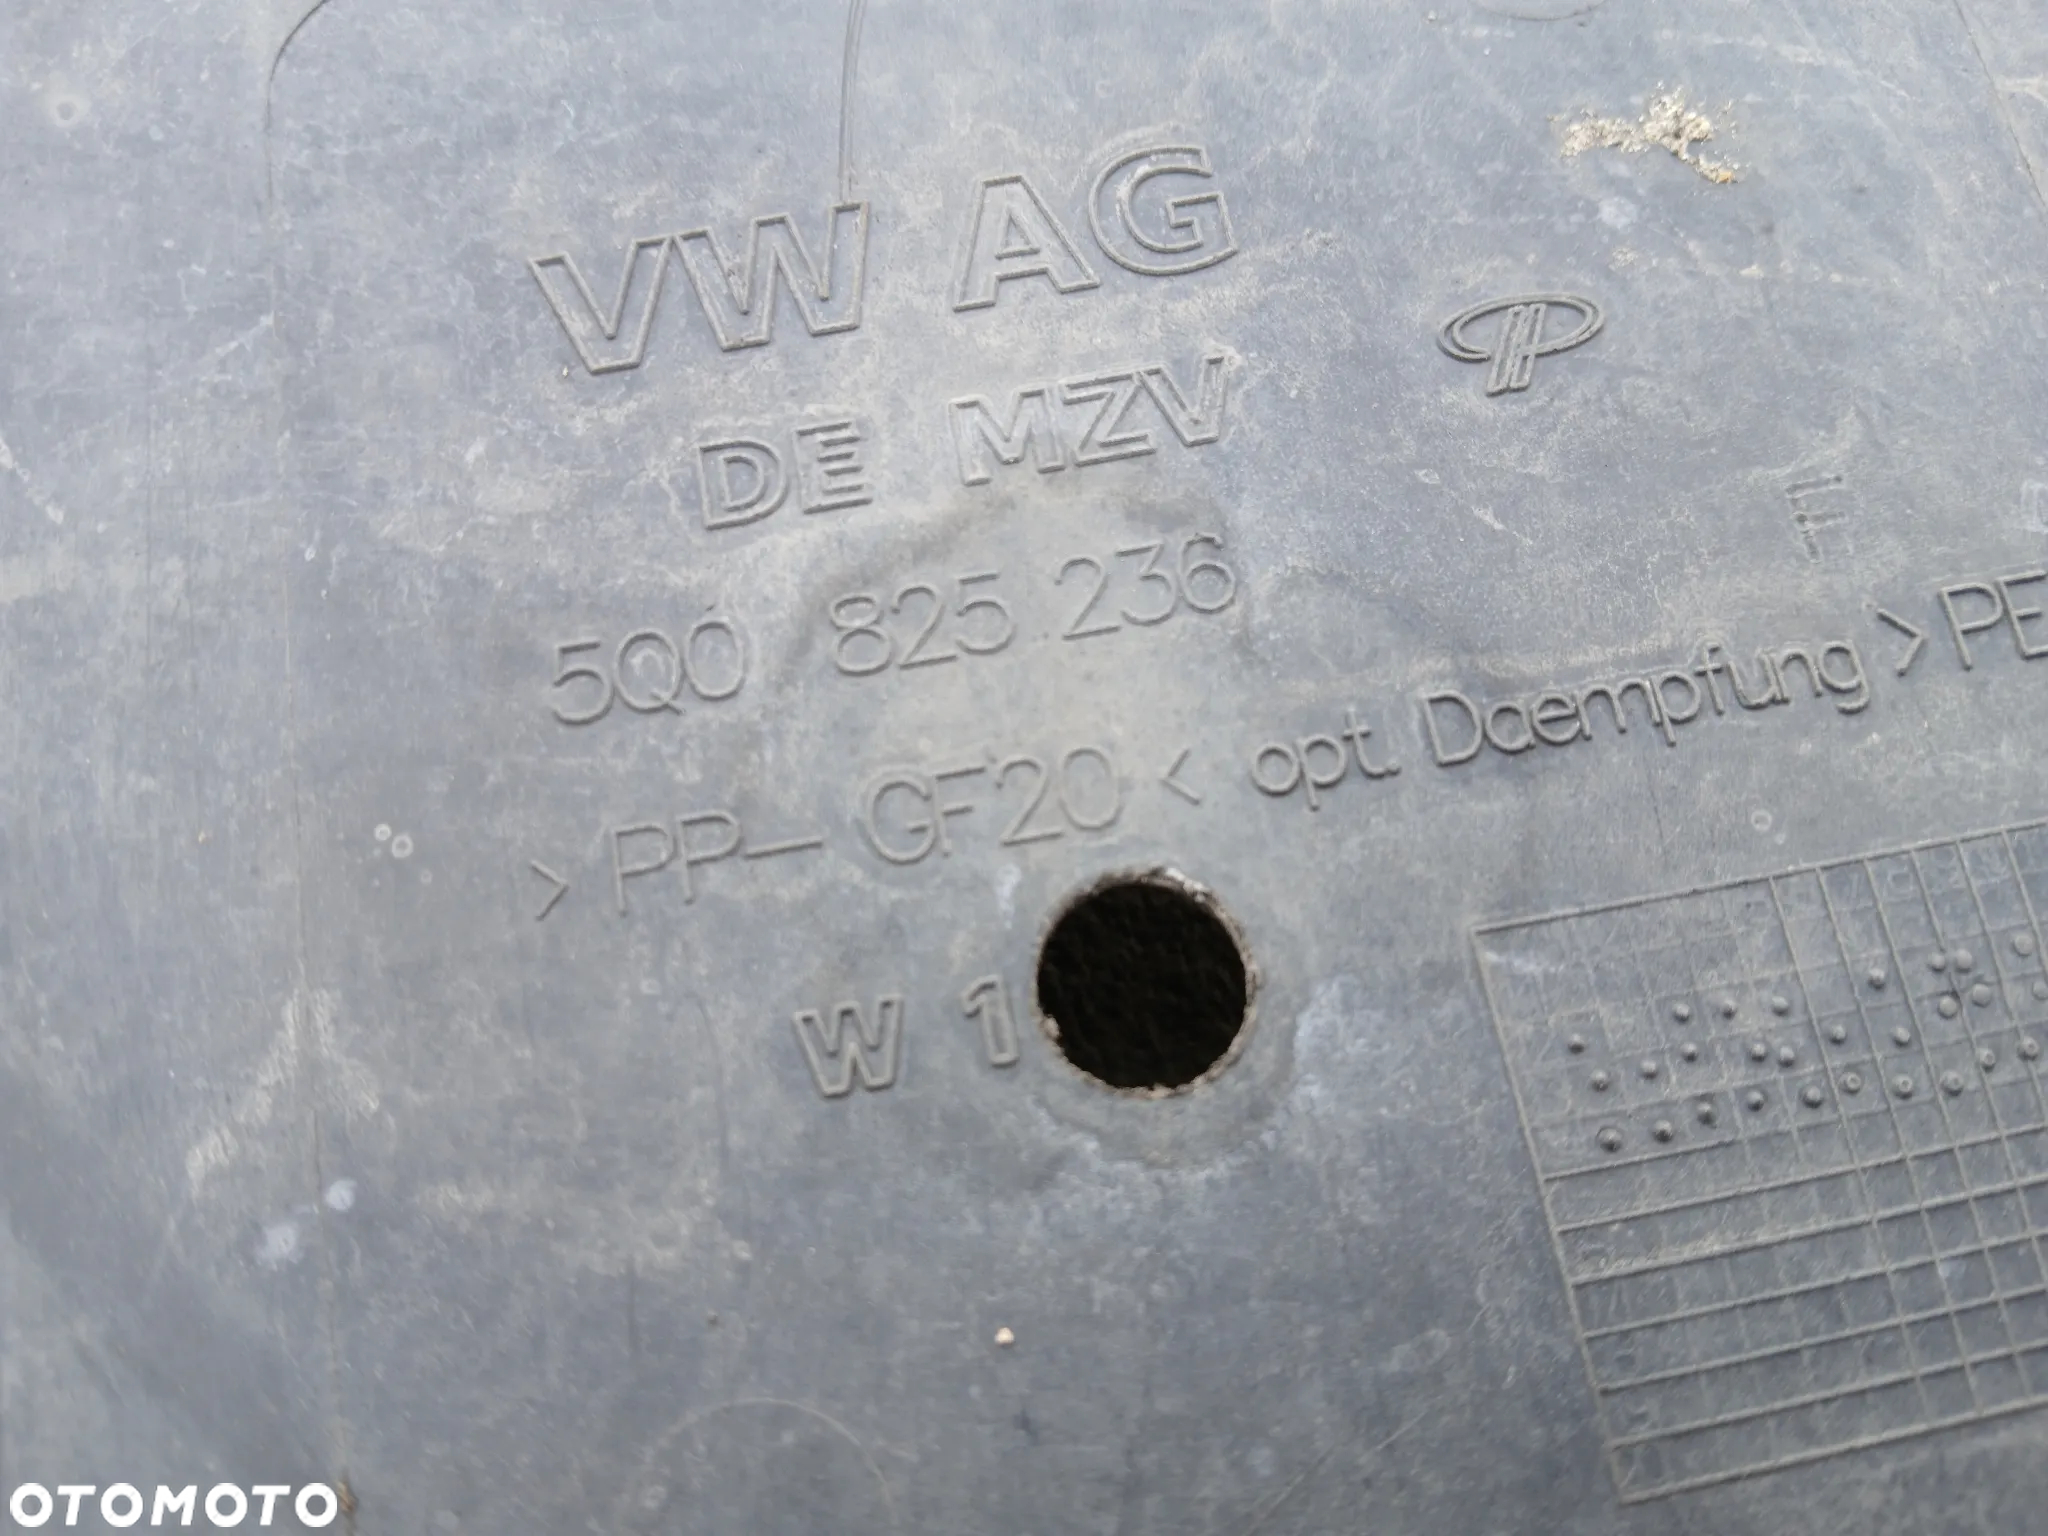 VW AG
DE MZV
5Q0 825 236
>PP-GF20< opt. Daempfung >PE
W 1
OTOMOTO